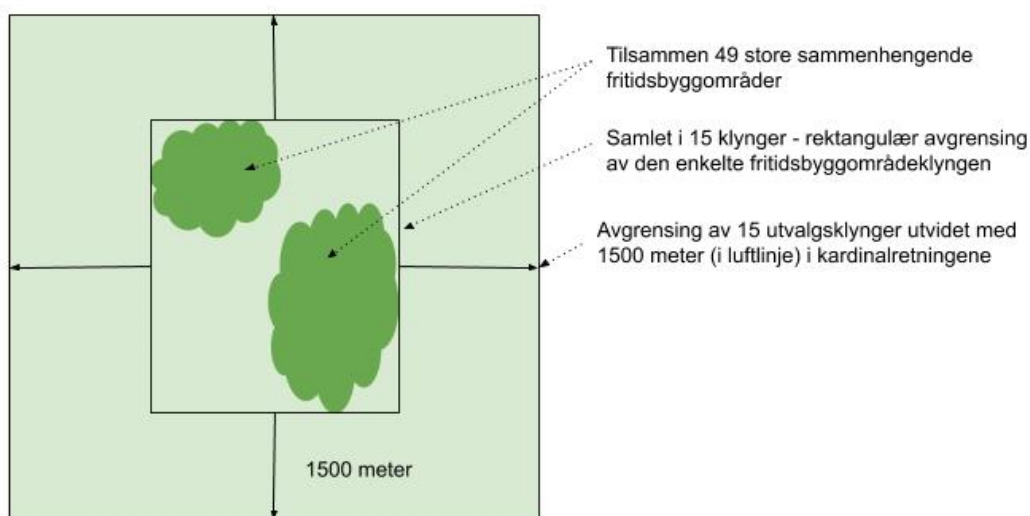 Tilsammen 49 store sammenhengende
fritidsbyggområder
Samlet i 15 klynger - rektangulær avgrensing
av den enkelte fritidsbyggområdeklyngen
Avgrensing av 15 utvalgsklynger utvidet med
1500 meter (i luftlinje) i kardinalretningene
1500 meter